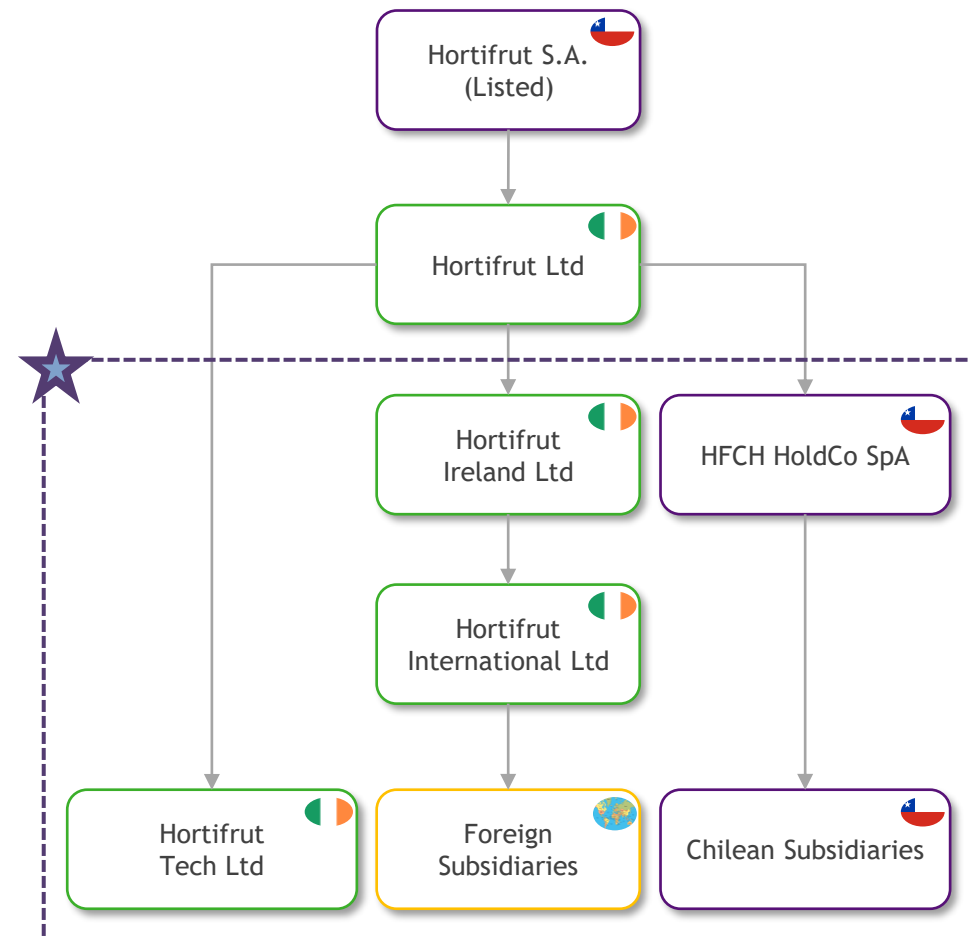 Hortifrut S.A.
(Listed)
Hortifrut Ltd
Hortifrut
Ireland Ltd
HFCH HoldCo SpA
Hortifrut
International Ltd
Hortifrut
Tech Ltd
Foreign
Subsidiaries
Chilean Subsidiaries